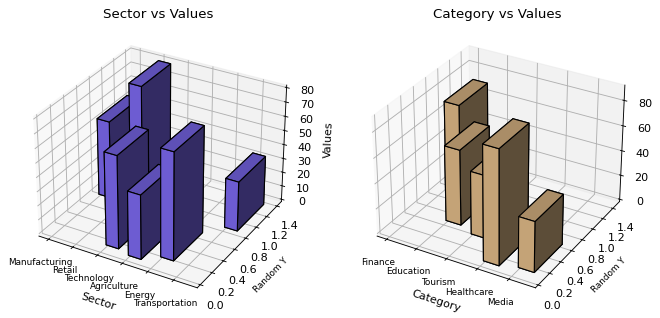 Sector vs Values
Manufacturing
Retail
Technology
Agriculture
Energy
Transportation
Sector
0.0
0.2
0.4
0.6
0.8
1.0
1.2
1.4
Random Y
0
10
20
30
40
50
60
70
80
Values
Category vs Values
Finance
Education
Tourism
Healthcare
Media
Category
0.0
0.2
0.4
0.6
0.8
1.0
1.2
1.4
Random Y
0
20
40
60
80